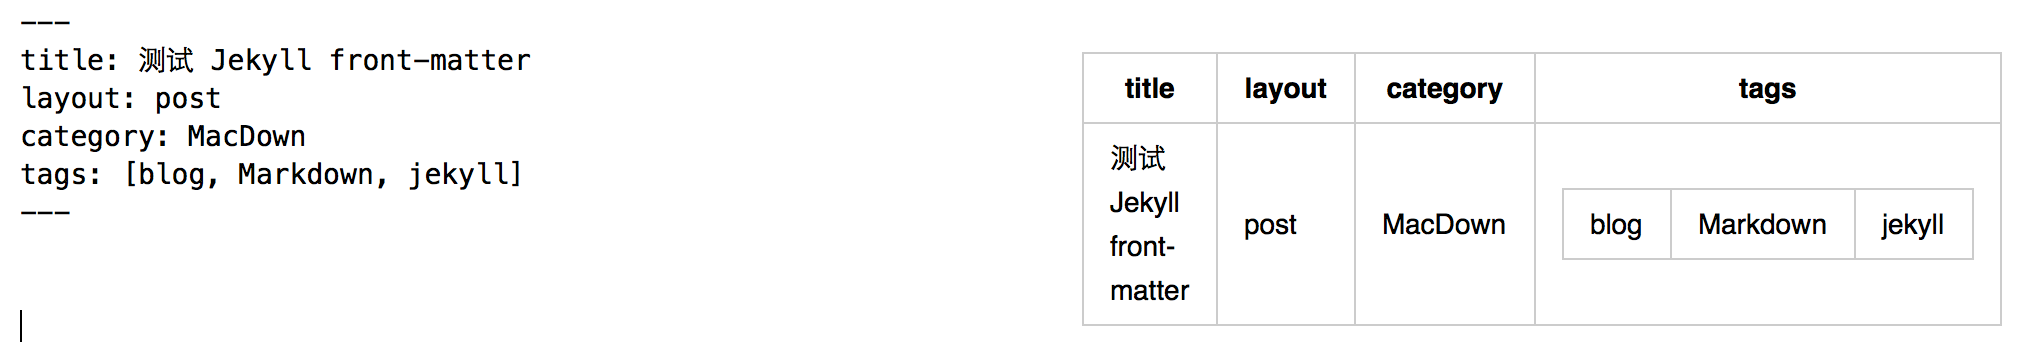 ---
title: 测试 Jekyll front-matter
layout: post
category: MacDown
tags: [blog, Markdown, jekyll]
---
title layout category tags
测试
Jekyll
front-
matter
post
MacDown
blog Markdown jekyll